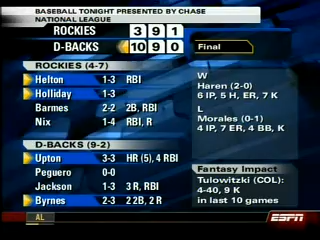 BASEBALL TONIGHT PRESENTED BY CHASE
NATIONAL LEAGUE
ROCKIES 3 9 1
D-BACKS 10 9 0
Final
ROCKIES (4-7)
Helton 1-3 RBI
Holliday 1-3
Barmes 2-2 2B, RBI
Nix 1-4 RBI, R
D-BACKS (9-2)
Upton 3-3 HR (5), 4 RBI
Peguero 0-0
Jackson 1-3 3 R, RBI
Byrnes 2-3 2 2B, 2 R
W
Haren (2-0)
6 IP, 5 H, ER, 7 K
L
Morales (0-1)
4 IP, 7 ER, 4 BB, K
Fantasy Impact
Tulowitzki (COL):
4-40, 9 K
in last 10 games
AL
ESPN